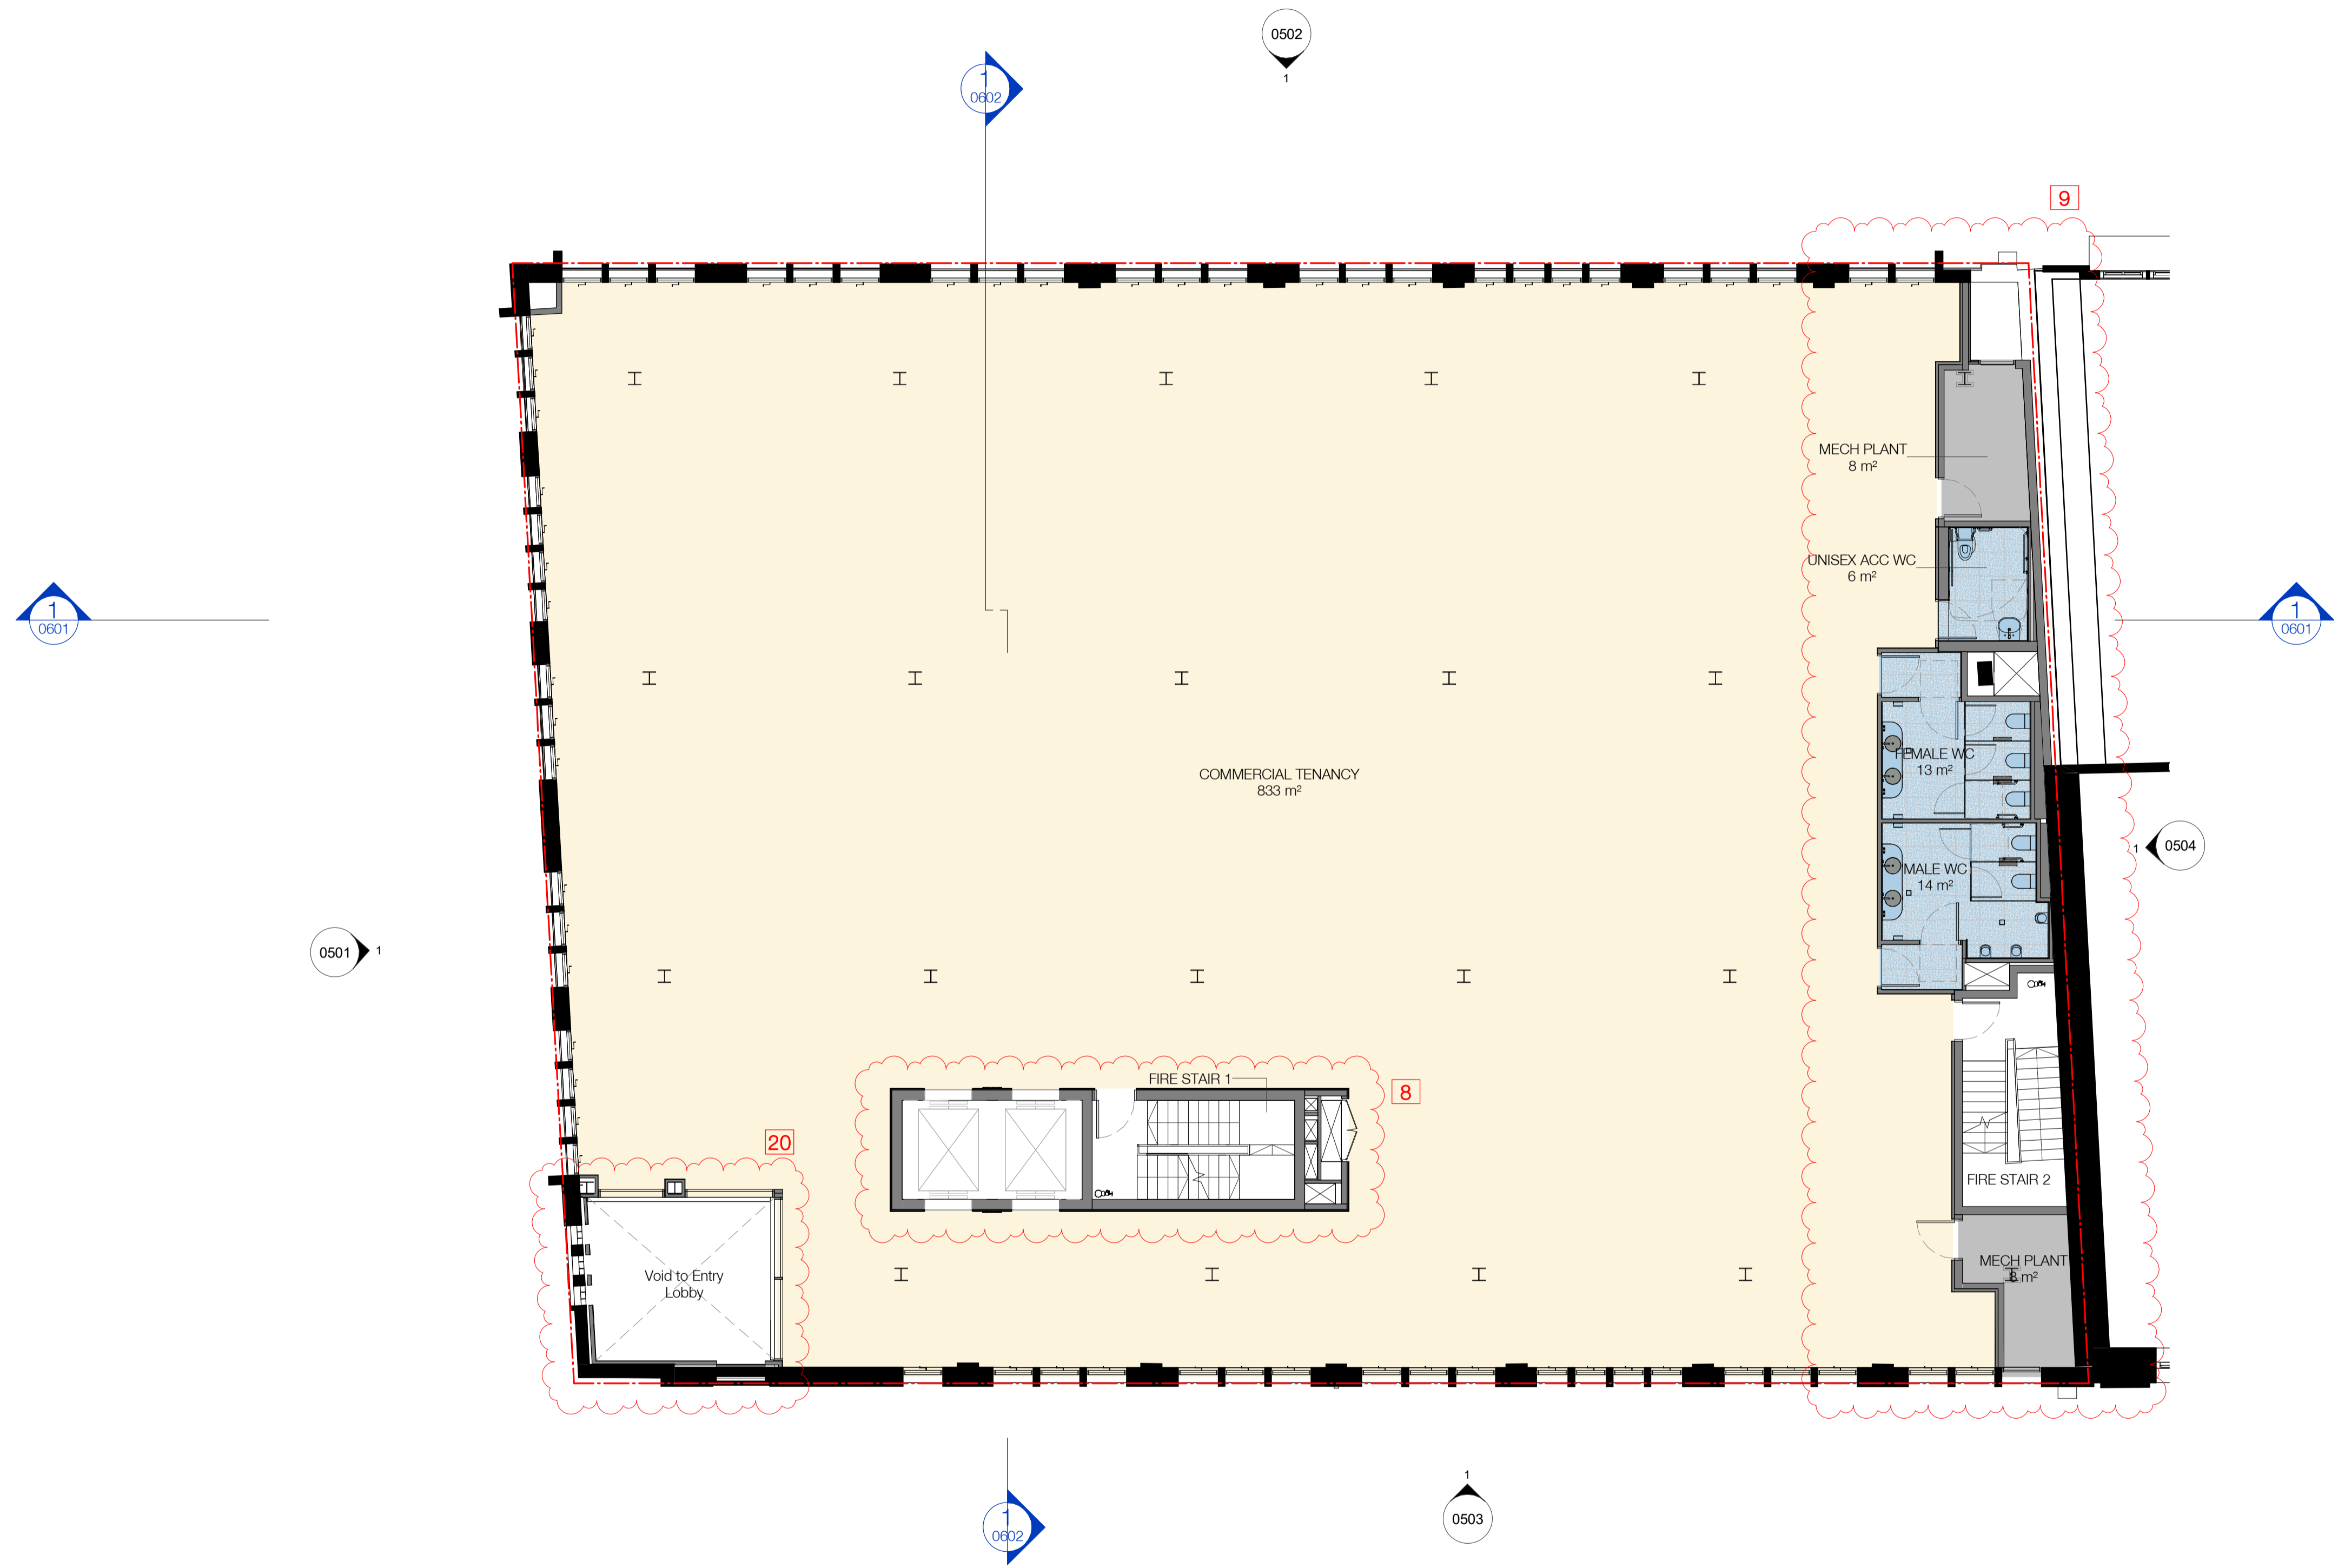 0502
1
1
0602
9
MECH PLANT
8 m²
UNISEX ACC WC
6 m²
1
0601
1
0601
FEMALE WC
13 m²
COMMERCIAL TENANCY
833 m²
1
0504
MALE WC
14 m²
0501
1
FIRE STAIR 1
8
20
FIRE STAIR 2
Void to Entry
Lobby
MECH PLANT
8 m²
1
0503
1
0602